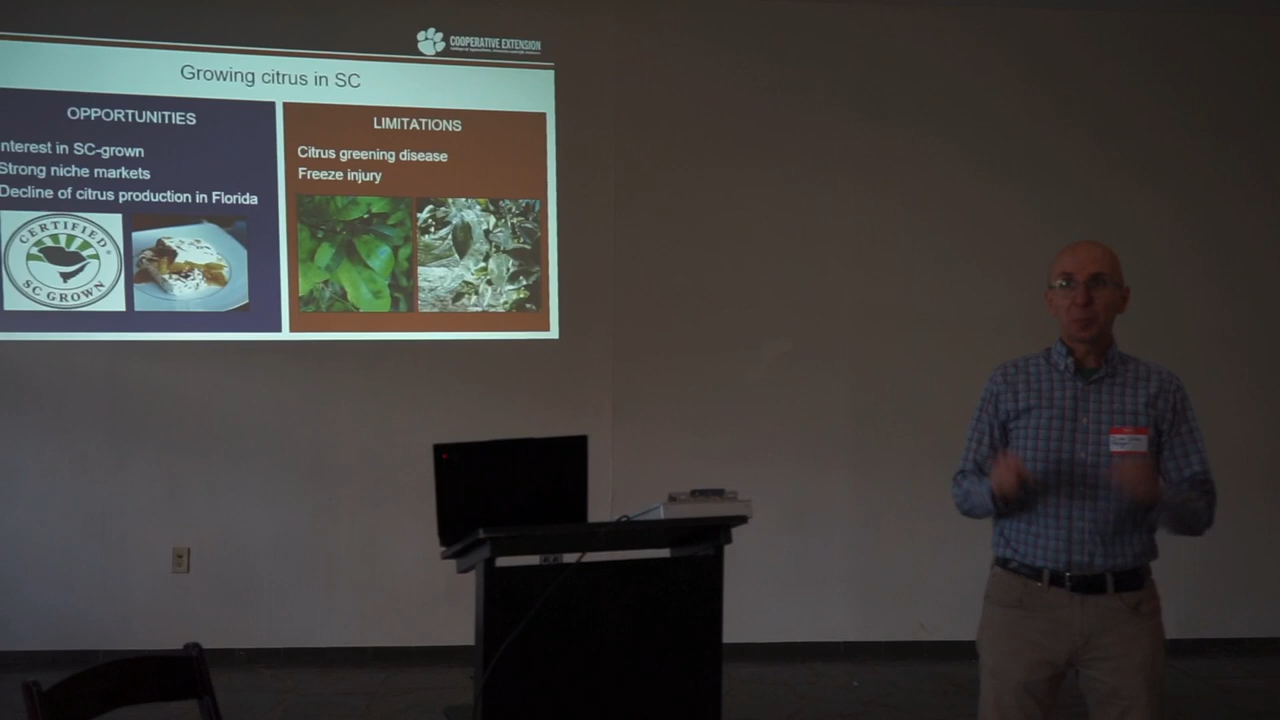 COOPERATIVE EXTENSION
Growing citrus in SC
OPPORTUNITIES
nterest in SC-grown
Strong niche markets
Decline of citrus production in Florida
CERTIFIED
SC GROWN
LIMITATIONS
Citrus greening disease
Freeze injury